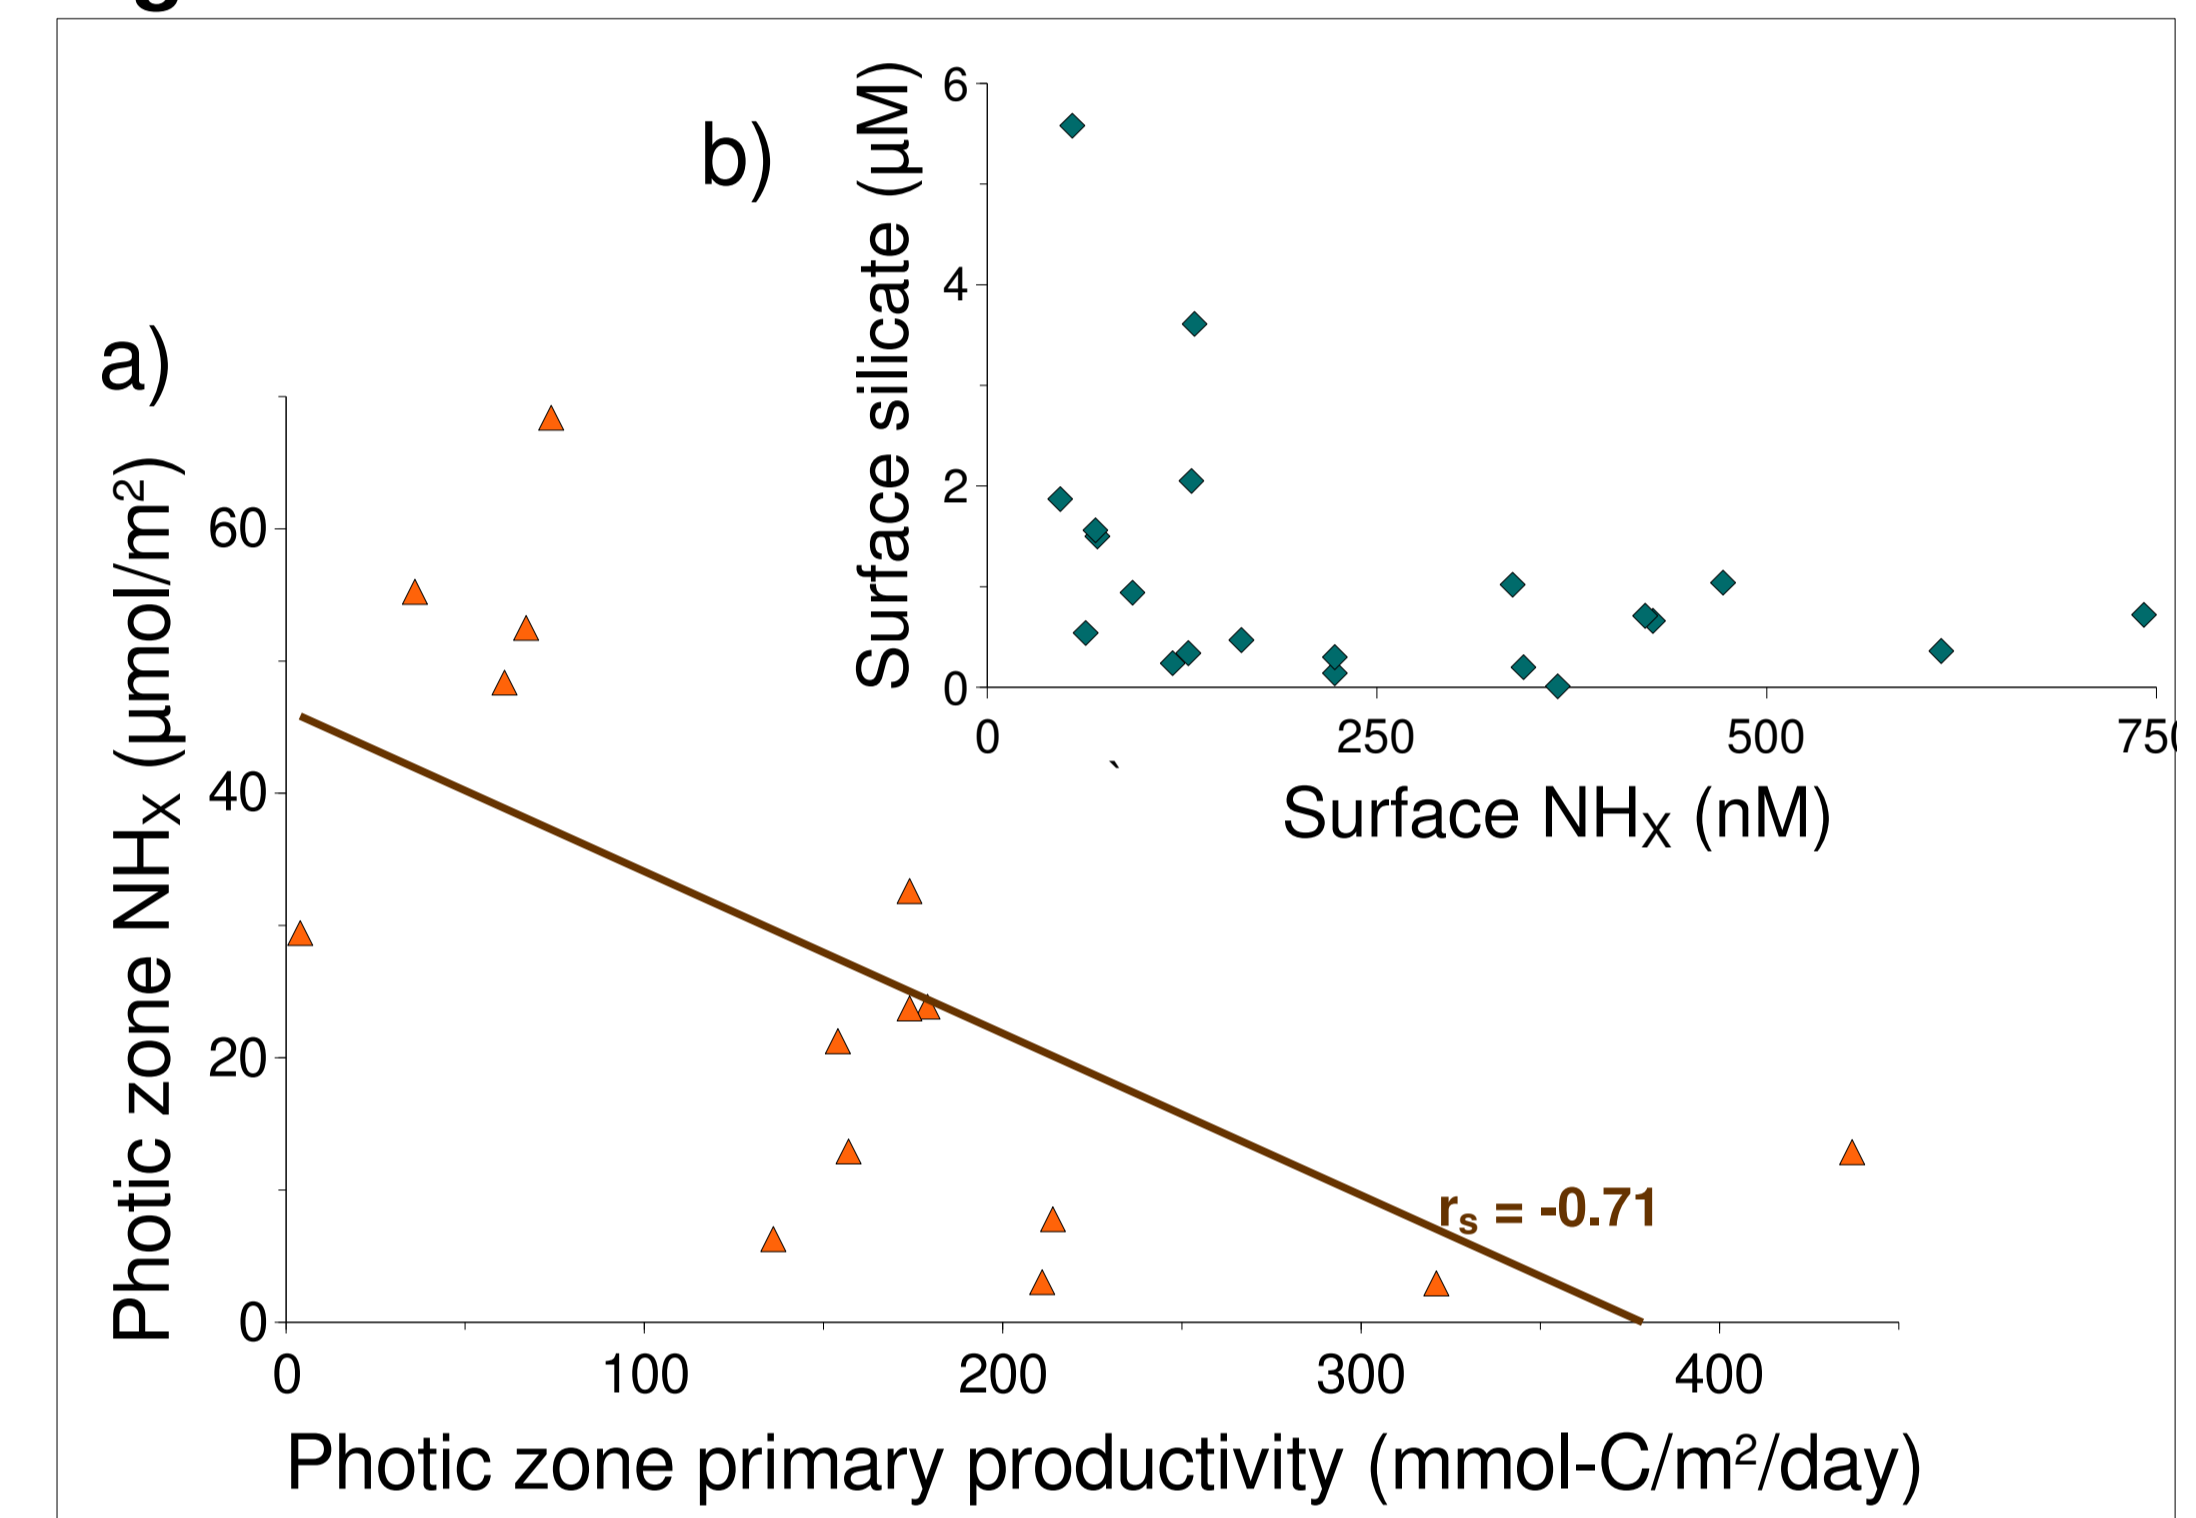 b)
Surface silicate (µM)
6
4
2
0
0 250 500 750
Surface NHX (nM)
`
a)
Photic zone NHX (µmol/m²)
60
40
20
0
rs = -0.71
0 100 200 300 400
Photic zone primary productivity (mmol-C/m²/day)